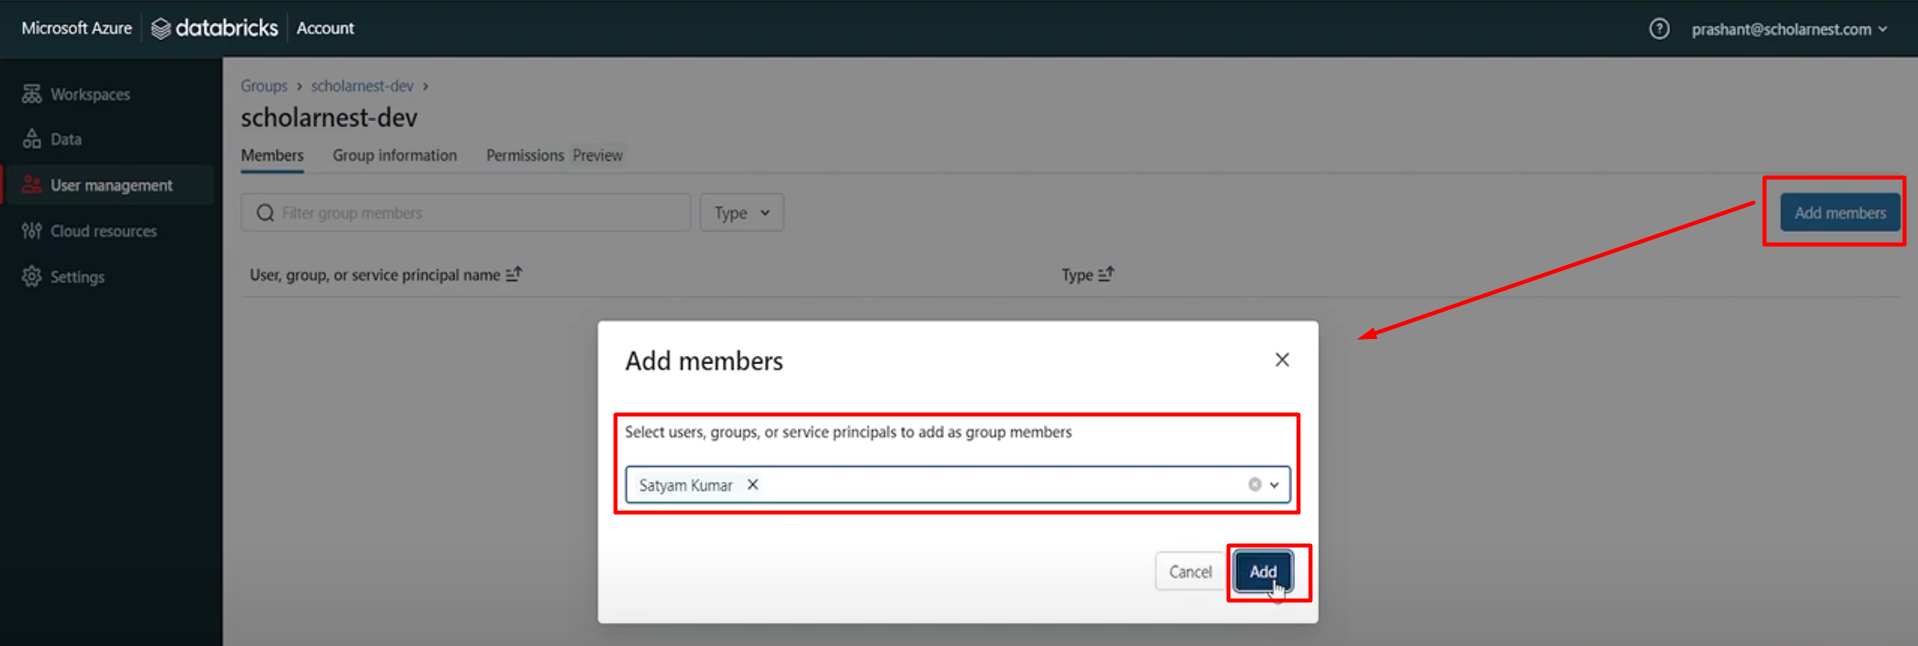 Microsoft Azure databricks Account
? prashant@scholarnest.com
Workspaces
Data
User management
Cloud resources
Settings
Groups > scholarnest-dev >
scholarnest-dev
Members Group information Permissions Preview
Filter group members Type
Add members
User, group, or service principal name Type
Add members
Select users, groups, or service principals to add as group members
Satyam Kumar
Cancel Add